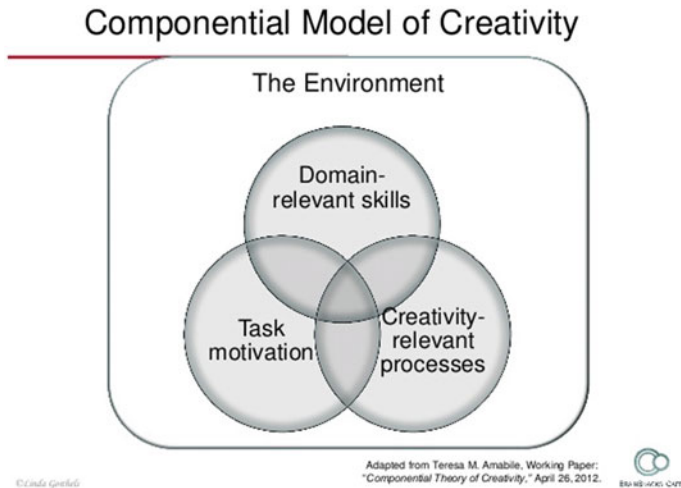 Componential Model of Creativity
The Environment
Domain-
relevant skills
Task
motivation
Creativity-
relevant
processes
Adapted from Teresa M. Amabile, Working Paper:
"Componential Theory of Creativity," April 26, 2012.